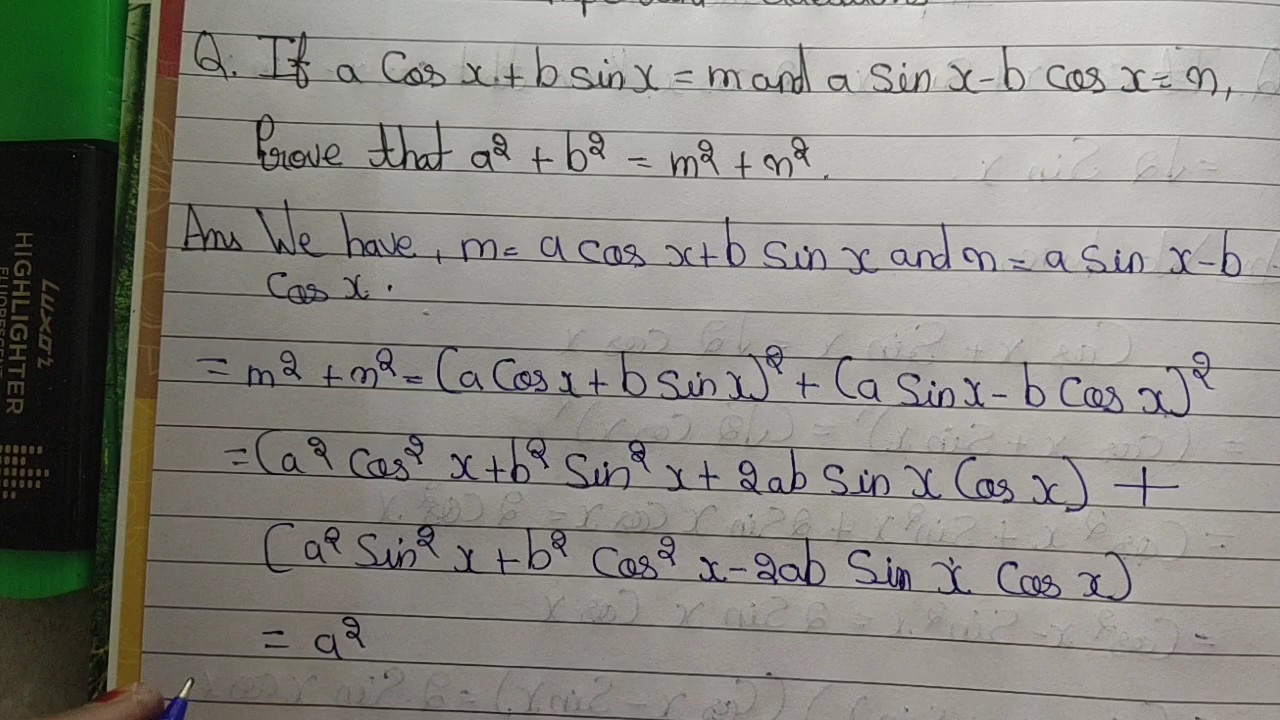 Q. If a Cos x + b sin x = m and a sin x - b cos x = n,
Prove that a² + b² = m² + n².
Ans We have, m = a cos x + b sin x and n = a sin x - b
Cos x.
= m² + n² = (a Cos x + b sin x)² + (a Sin x - b Cos x)²
= (a² Cos² x + b² Sin² x + 2ab Sin x Cos x) +
(a² Sin² x + b² Cos² x - 2ab Sin x Cos x)
= a²
LUXOR
HIGHLIGHTER